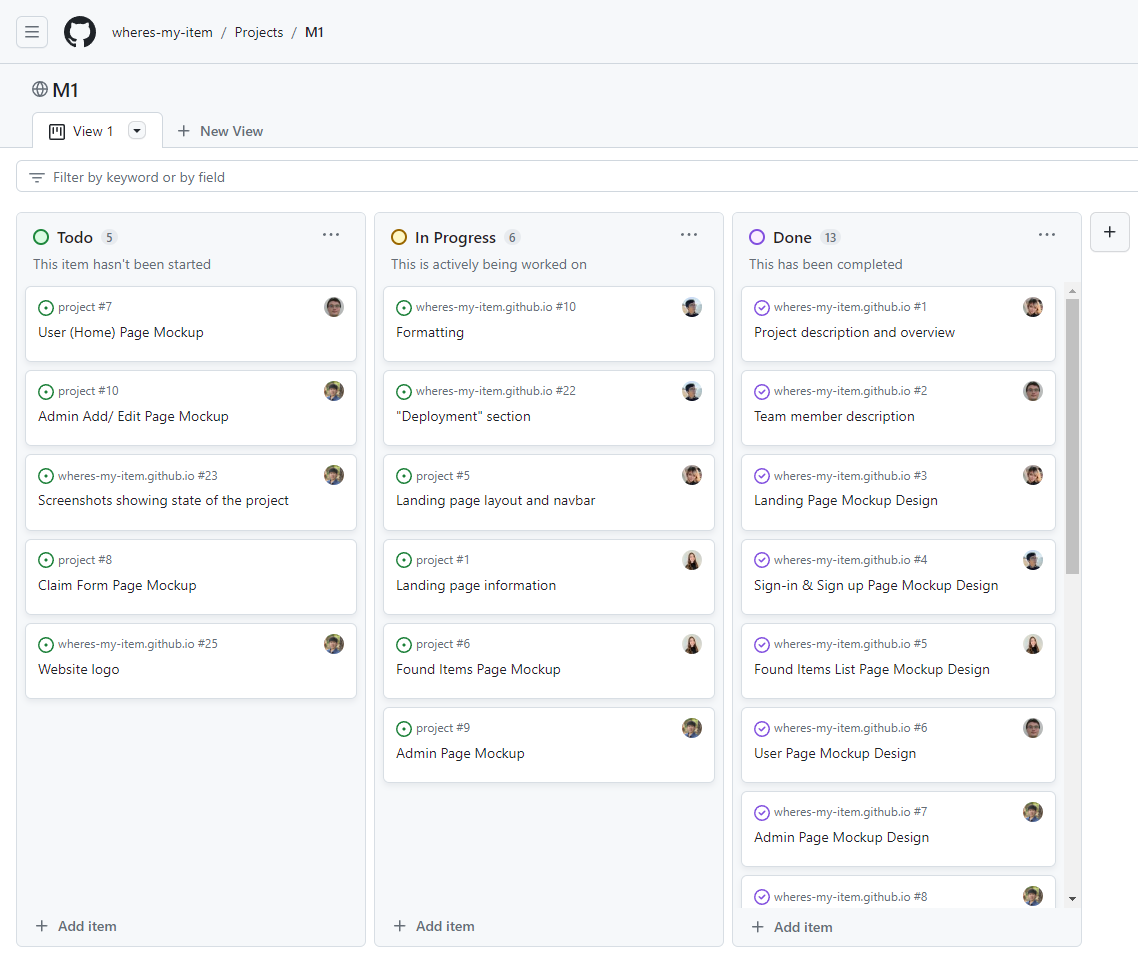 wheres-my-item / Projects / M1
M1
View 1
New View
Filter by keyword or by field
Todo 5
This item hasn't been started
project #7
User (Home) Page Mockup
project #10
Admin Add/ Edit Page Mockup
wheres-my-item.github.io #23
Screenshots showing state of the project
project #8
Claim Form Page Mockup
wheres-my-item.github.io #25
Website logo
Add item
In Progress 6
This is actively being worked on
wheres-my-item.github.io #10
Formatting
wheres-my-item.github.io #22
"Deployment" section
project #5
Landing page layout and navbar
project #1
Landing page information
project #6
Found Items Page Mockup
project #9
Admin Page Mockup
Add item
Done 13
This has been completed
wheres-my-item.github.io #1
Project description and overview
wheres-my-item.github.io #2
Team member description
wheres-my-item.github.io #3
Landing Page Mockup Design
wheres-my-item.github.io #4
Sign-in & Sign up Page Mockup Design
wheres-my-item.github.io #5
Found Items List Page Mockup Design
wheres-my-item.github.io #6
User Page Mockup Design
wheres-my-item.github.io #7
Admin Page Mockup Design
wheres-my-item.github.io #8
Add item